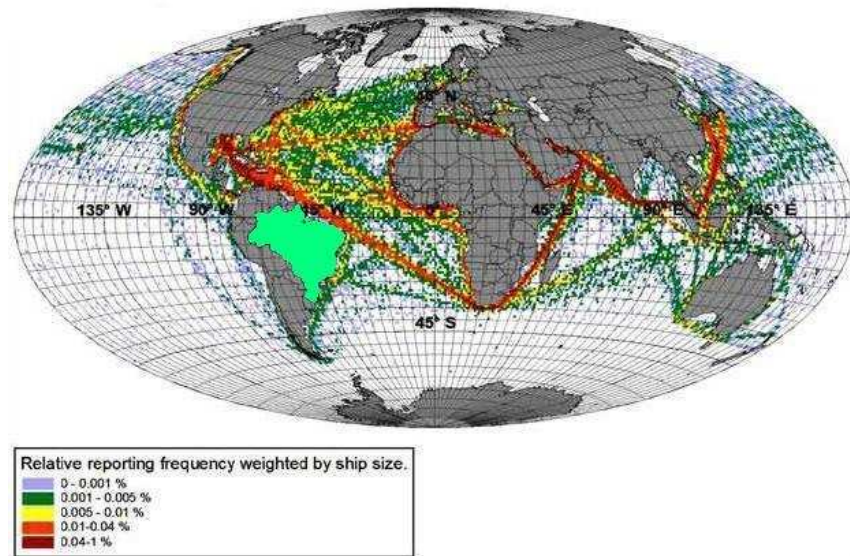 135° W
90° W
45° W
0°
45° E
90° E
135° E
45° S
Relative reporting frequency weighted by ship size.
0 - 0.001 %
0.001 - 0.005 %
0.005 - 0.01 %
0.01-0.04 %
0.04-1 %